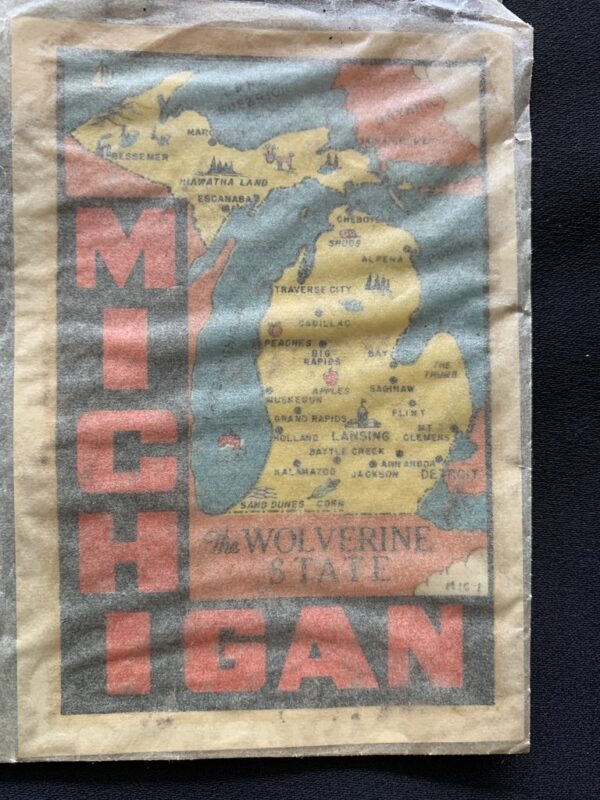 BESSEMER
HIAWATHA LAND
ESCANABA
SPUDS
ALPENA
TRAVERSE CITY
CADILLAC
PEACHES
BIG
RAPIDS
BAY
THE
THUMB
APPLES
SAGINAW
MUSKEGON
FLINT
GRAND RAPIDS
MT
CLEMENS
HOLLAND
LANSING
BATTLE CREEK
ANN ARBOR
KALAMAZOO
JACKSON
DETROIT
SAND DUNES
CORN
The WOLVERINE
STATE
MIC-1
MICHIGAN